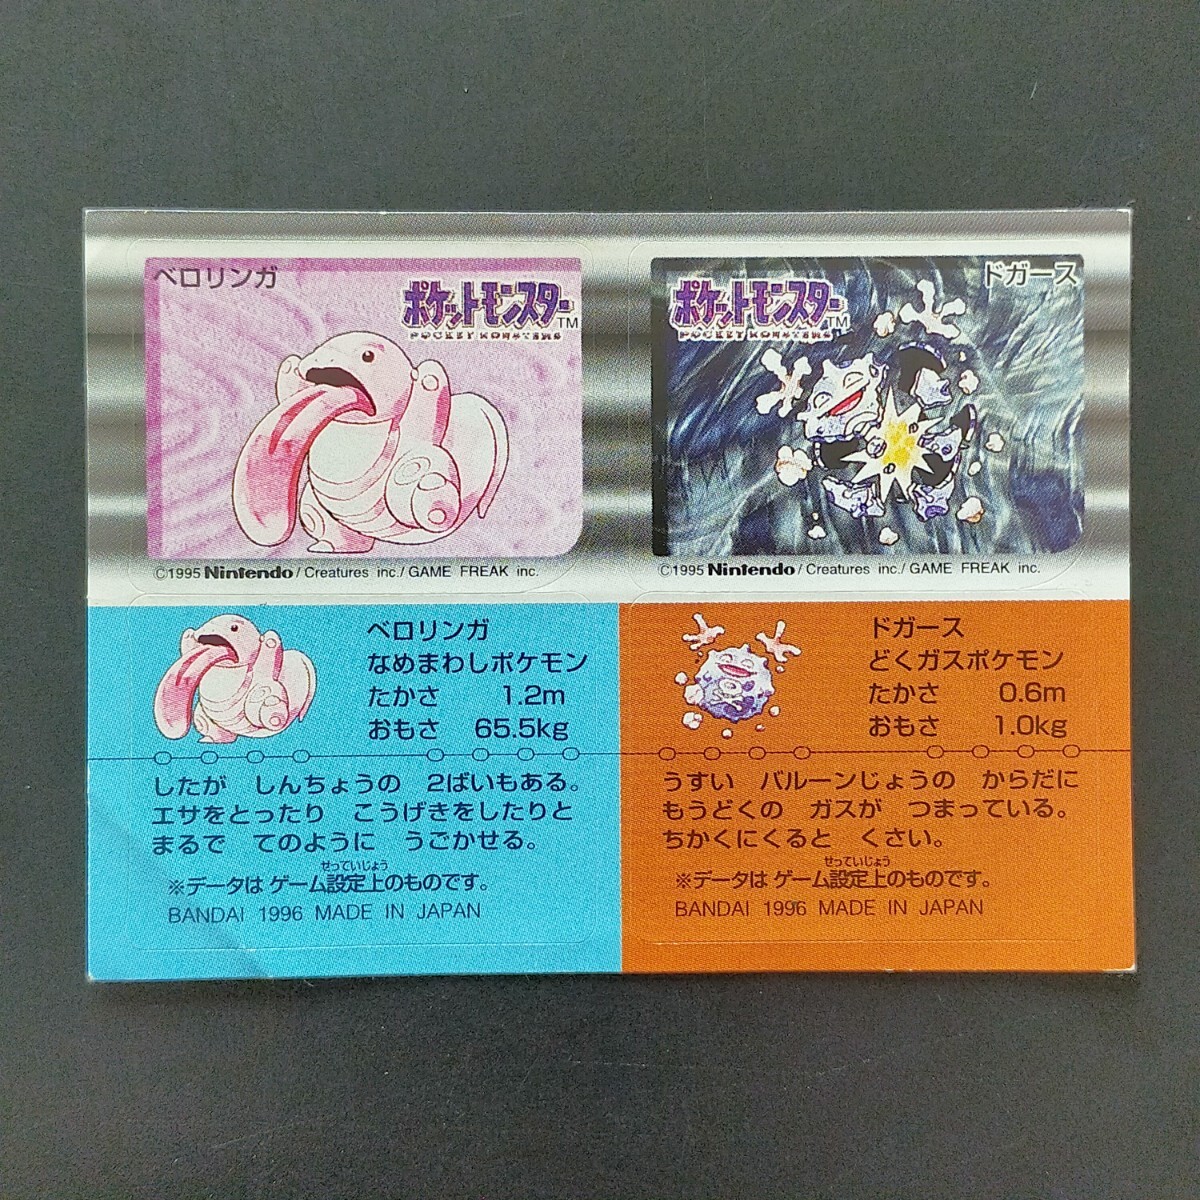 ベロリンガ
ポケットモンスター TM
POCKET MONSTERS
©1995 Nintendo / Creatures inc. / GAME FREAK inc.
ドガース
ポケットモンスター TM
POCKET MONSTERS
©1995 Nintendo / Creatures inc. / GAME FREAK inc.
ベロリンガ
なめまわしポケモン
たかさ 1.2m
おもさ 65.5kg
したが しんちょうの 2ばいもある。
エサをとったり こうげきをしたりと
まるで てのように うごかせる。
せっていじょう
※データは ゲーム設定上のものです。
BANDAI 1996 MADE IN JAPAN
ドガース
どくガスポケモン
たかさ 0.6m
おもさ 1.0kg
うすい バルーンじょうの からだに
もうどくの ガスが つまっている。
ちかくにくると くさい。
せっていじょう
※データは ゲーム設定上のものです。
BANDAI 1996 MADE IN JAPAN